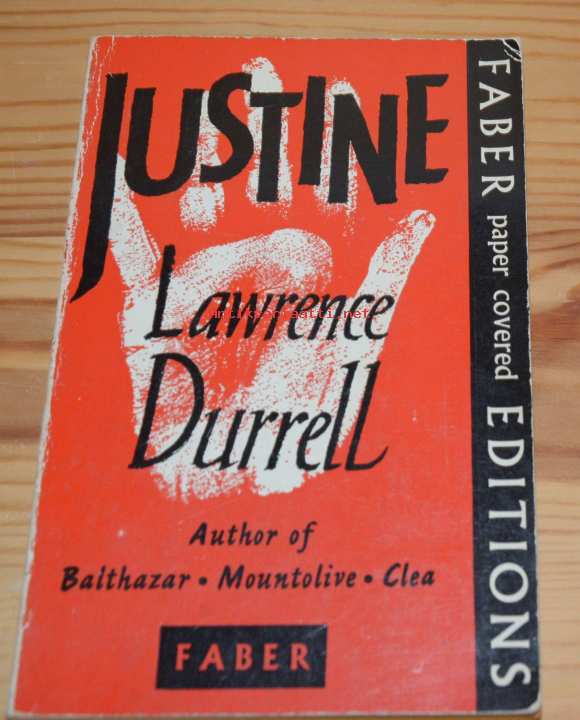 JUSTINE
Lawrence
Durrell
Author of
Balthazar • Mountolive • Clea
FABER
FABER paper covered EDITIONS